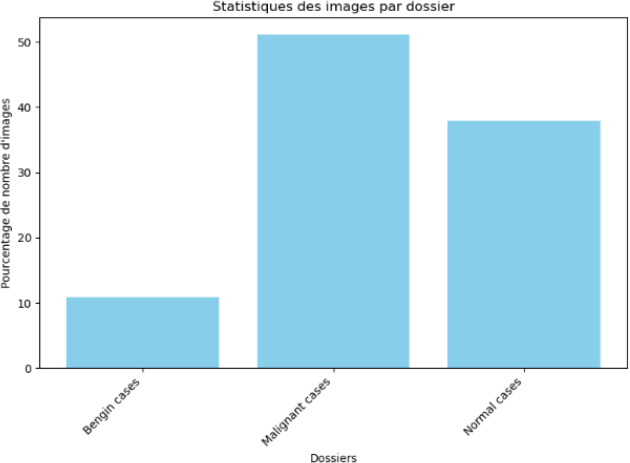 Statistiques des images par dossier
Pourcentage de nombre d'images
50
40
30
20
10
0
Bengin cases
Malignant cases
Normal cases
Dossiers